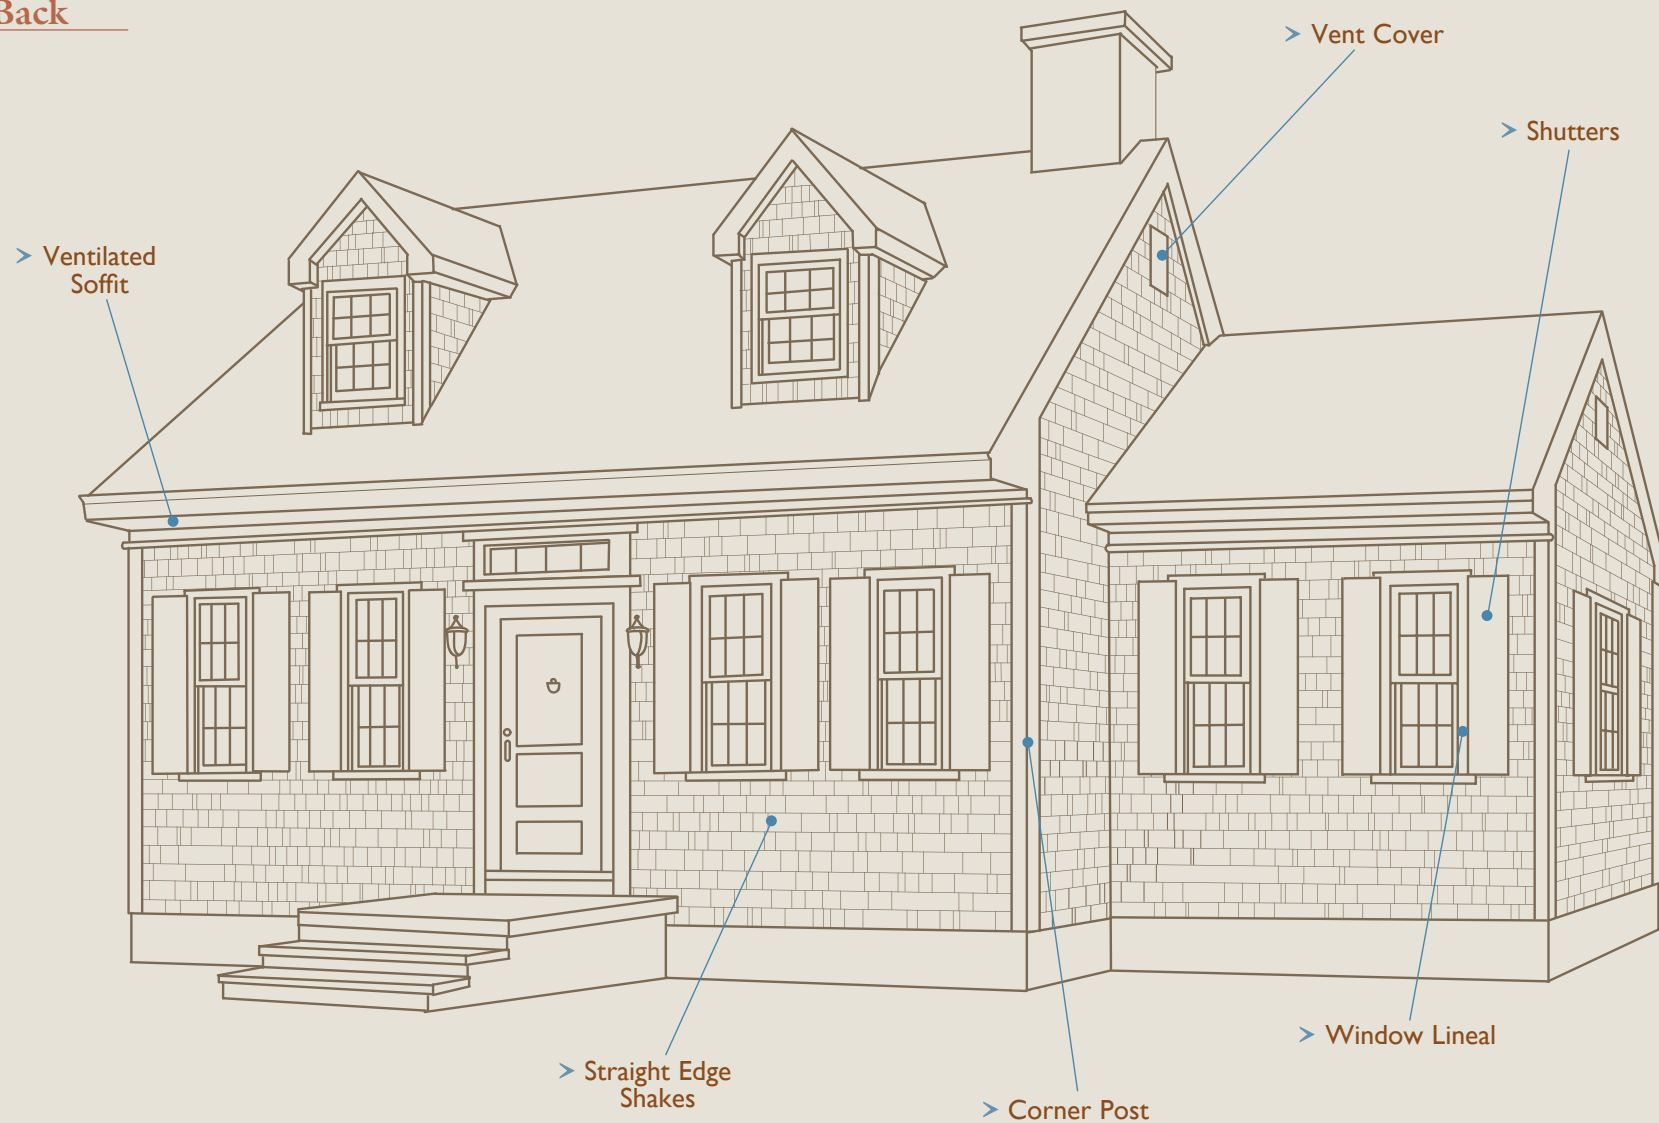 Back
Vent Cover
Shutters
Ventilated
Soffit
Window Lineal
Straight Edge
Shakes
Corner Post